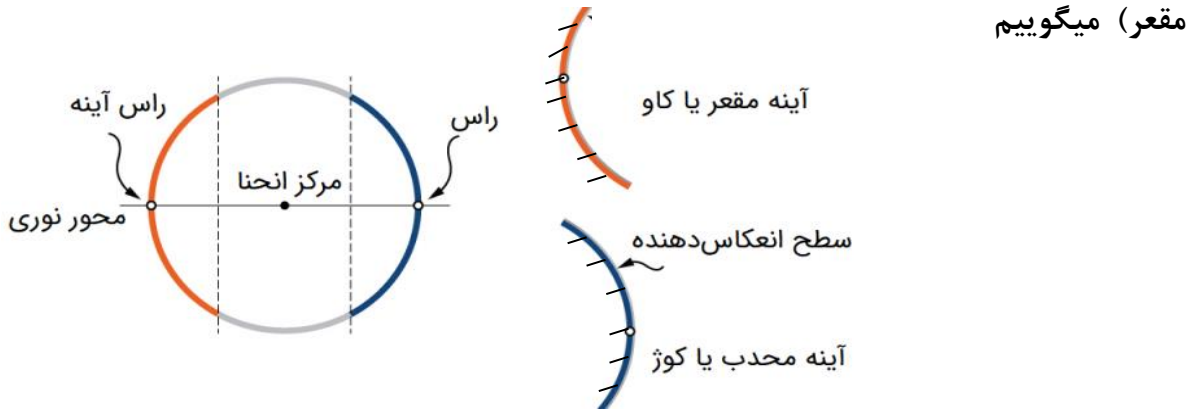 مقعر) میگوییم
آینه مقعر یا کاو
راس آینه
راس
مرکز انحنا
محور نوری
سطح انعکاس‌دهنده
آینه محدب یا کوژ